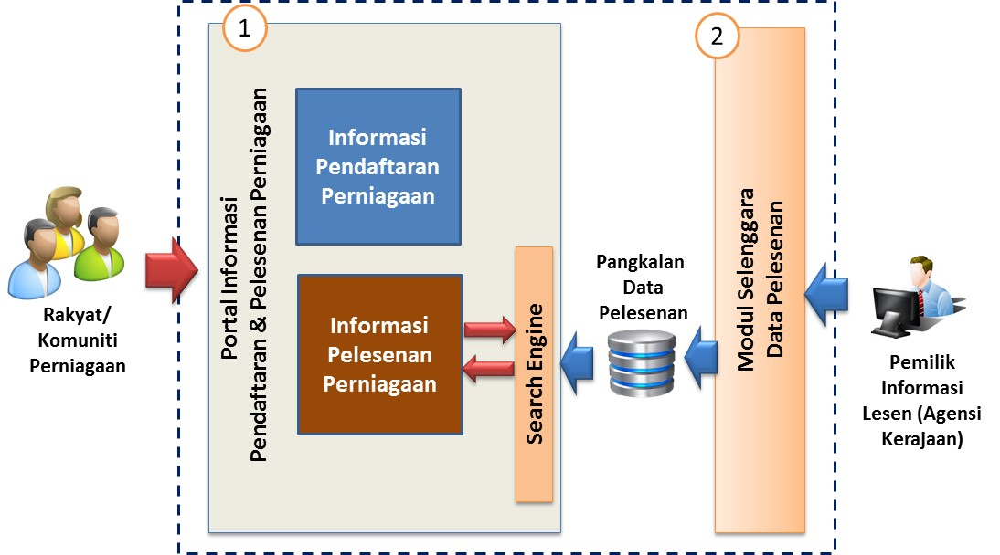 1
2
Rakyat/
Komuniti
Perniagaan
Portal Informasi
Pendaftaran & Pelesenan Perniagaan
Informasi
Pendaftaran
Perniagaan
Informasi
Pelesenan
Perniagaan
Search Engine
Pangkalan
Data
Pelesenan
Modul Selenggara
Data Pelesenan
Pemilik
Informasi
Lesen (Agensi
Kerajaan)